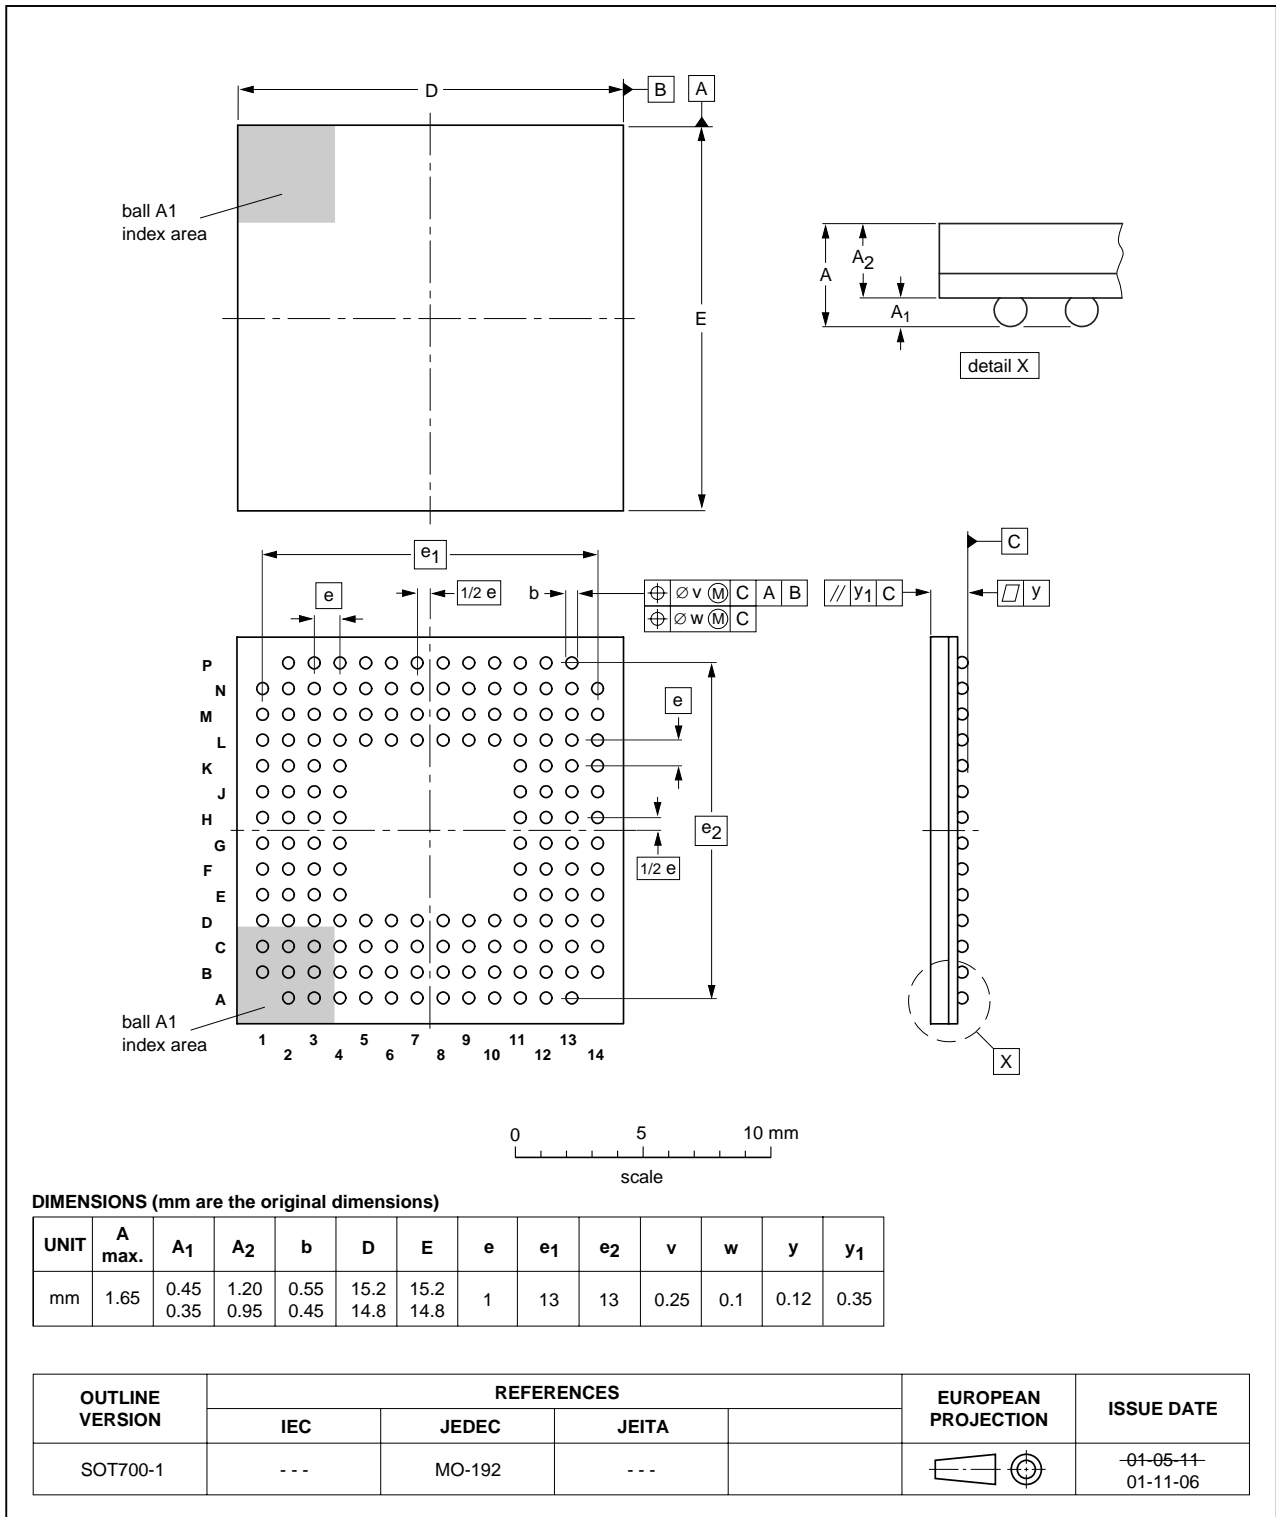 D
B
A
ball A1
index area
E
A
A2
A1
detail X
e1
e
1/2 e
b
⌖ ∅ v Ⓜ C A B
⌖ ∅ w Ⓜ C
// y1 C
C
▱ y
P
N
M
L
K
J
H
G
F
E
D
C
B
A
e
e2
1/2 e
ball A1
index area
1 3 5 7 9 11 13
2 4 6 8 10 12 14
X
0 5 10 mm
scale
DIMENSIONS (mm are the original dimensions)
UNIT A max. A1 A2 b D E e e1 e2 v w y y1
mm 1.65 0.45 0.35 1.20 0.95 0.55 0.45 15.2 14.8 15.2 14.8 1 13 13 0.25 0.1 0.12 0.35
OUTLINE VERSION REFERENCES EUROPEAN PROJECTION ISSUE DATE
IEC JEDEC JEITA
SOT700-1 - - - MO-192 - - - 01-05-11
01-11-06